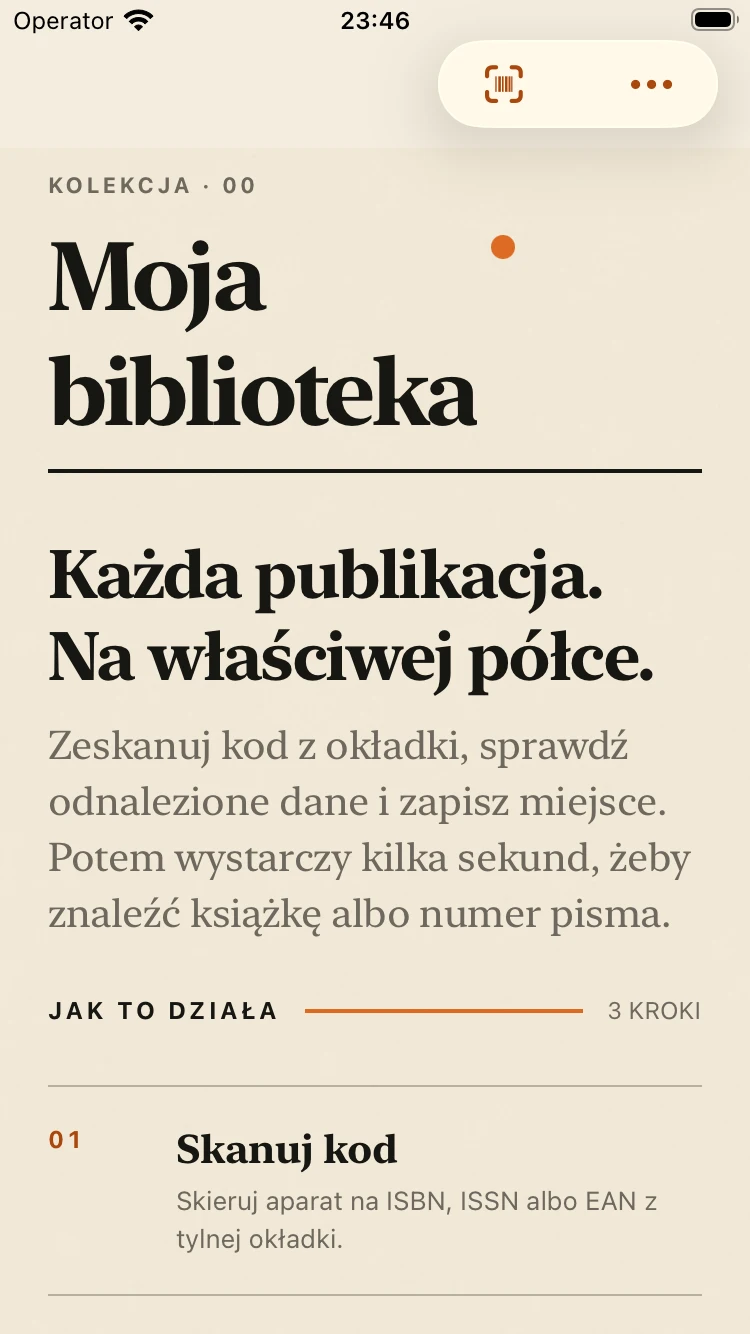 Operator 23:46
KOLEKCJA · 00
Moja
biblioteka
Każda publikacja.
Na właściwej półce.
Zeskanuj kod z okładki, sprawdź
odnalezione dane i zapisz miejsce.
Potem wystarczy kilka sekund, żeby
znaleźć książkę albo numer pisma.
JAK TO DZIAŁA 3 KROKI
01 Skanuj kod
Skieruj aparat na ISBN, ISSN albo EAN z
tylnej okładki.